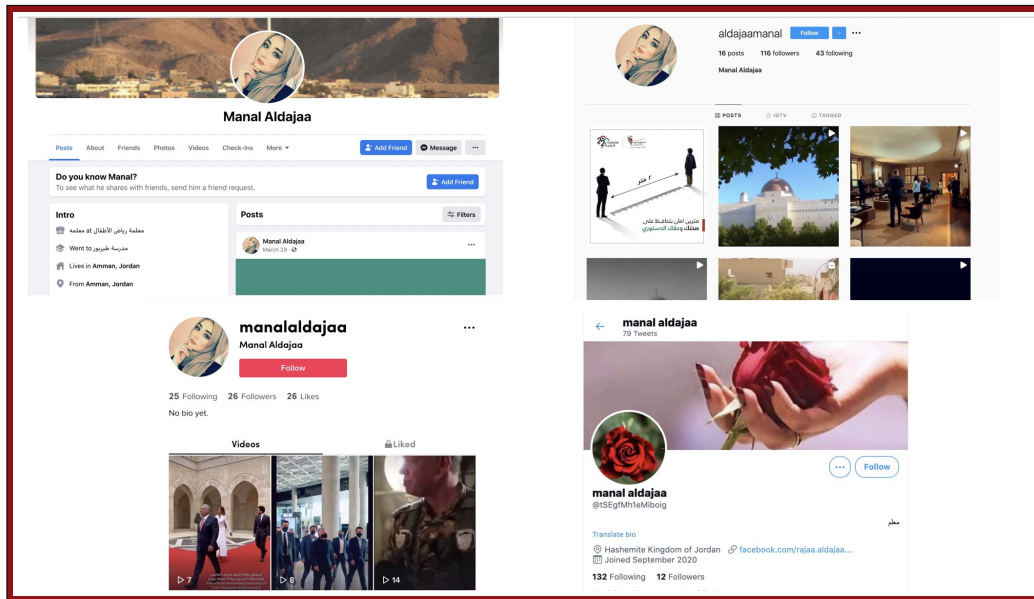 Manal Aldajaa
Posts About Friends Photos Videos Check-Ins More
Add Friend Message ...
Do you know Manal?
To see what he shares with friends, send him a friend request.
Add Friend
Intro
معلمة رياض الأطفال at معلمه
Went to مدرسة طبربور
Lives in Amman, Jordan
From Amman, Jordan
Posts
Filters
Manal Aldajaa
March 29
aldajaamanal Follow ...
16 posts 116 followers 43 following
Manal Aldajaa
POSTS IGTV TAGGED
٢ متر
مترين امان بتحافظ على
صحتك وحقك الدستوري
manalaldajaa
Manal Aldajaa
Follow
25 Following 26 Followers 26 Likes
No bio yet.
Videos Liked
7 8 14
manal aldajaa
79 Tweets
... Follow
manal aldajaa
@tSEgfMh1eMiboig
معلم
Translate bio
Hashemite Kingdom of Jordan facebook.com/rajaa.aldajaa....
Joined September 2020
132 Following 12 Followers